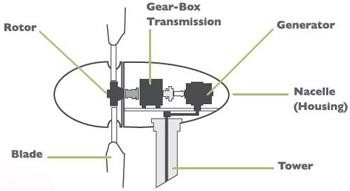 Gear-Box
Transmission
Rotor
Generator
Nacelle
(Housing)
Blade
Tower